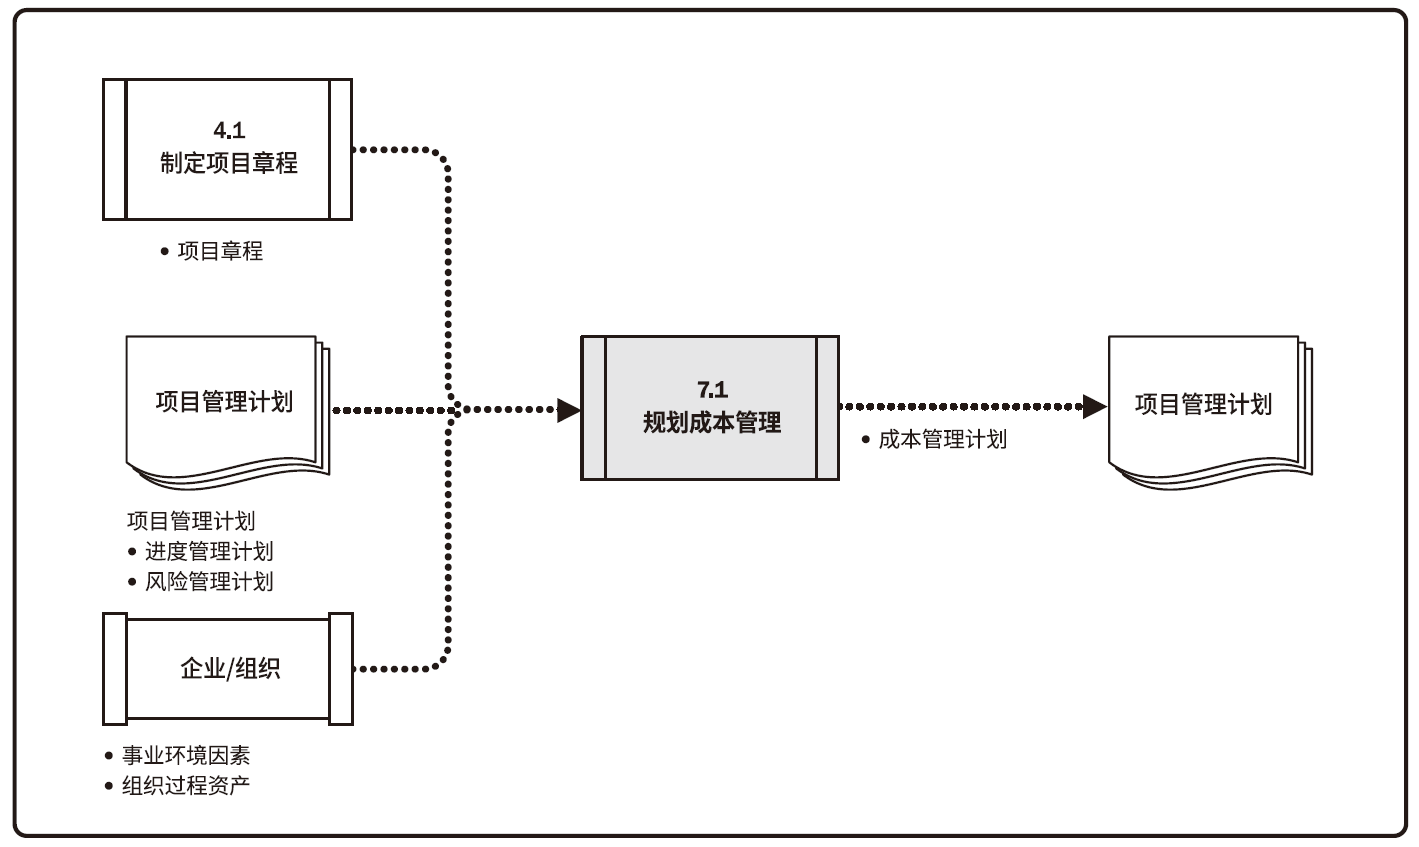 4.1
制定项目章程
• 项目章程
项目管理计划
项目管理计划
• 进度管理计划
• 风险管理计划
企业/组织
• 事业环境因素
• 组织过程资产
7.1
规划成本管理
• 成本管理计划
项目管理计划